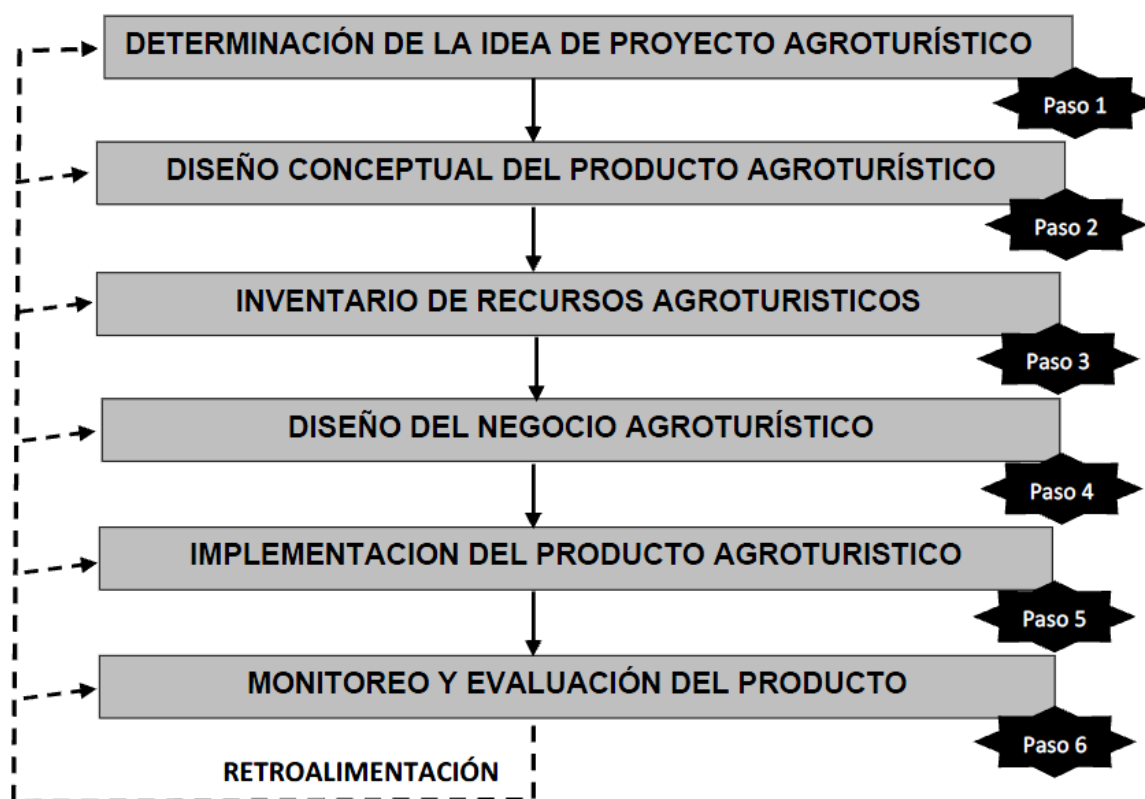 DETERMINACIÓN DE LA IDEA DE PROYECTO AGROTURÍSTICO
Paso 1
DISEÑO CONCEPTUAL DEL PRODUCTO AGROTURÍSTICO
Paso 2
INVENTARIO DE RECURSOS AGROTURISTICOS
Paso 3
DISEÑO DEL NEGOCIO AGROTURÍSTICO
Paso 4
IMPLEMENTACION DEL PRODUCTO AGROTURISTICO
Paso 5
MONITOREO Y EVALUACIÓN DEL PRODUCTO
Paso 6
RETROALIMENTACIÓN